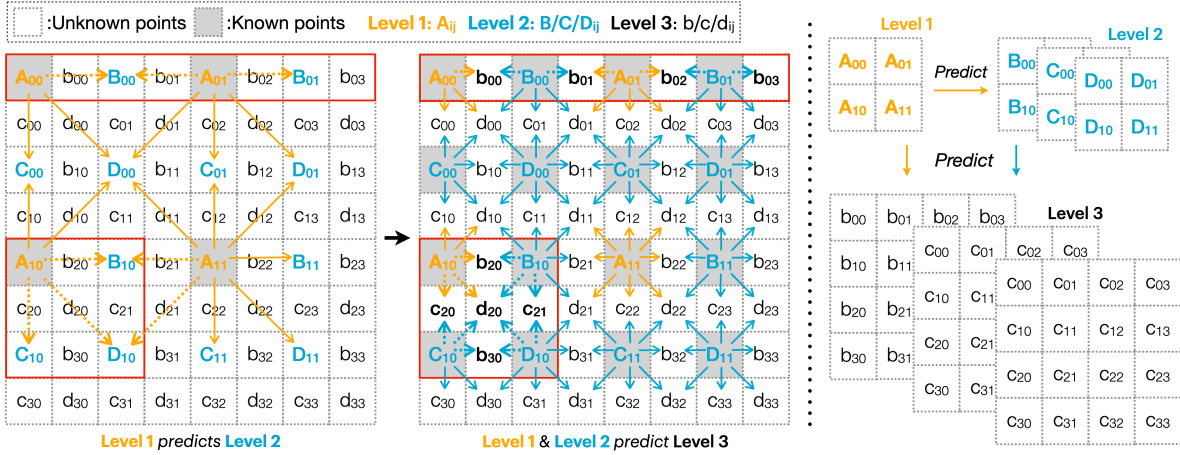 :Unknown points :Known points Level 1: Aij Level 2: B/C/Dij Level 3: b/c/dij
A00 b00 B00 b01 A01 b02 B01 b03
c00 d00 c01 d01 c02 d02 c03 d03
C00 b10 D00 b11 C01 b12 D01 b13
c10 d10 c11 d11 c12 d12 c13 d13
A10 b20 B10 b21 A11 b22 B11 b23
c20 d20 c21 d21 c22 d22 c23 d23
C10 b30 D10 b31 C11 b32 D11 b33
c30 d30 c31 d31 c32 d32 c33 d33
Level 1 predicts Level 2
A00 b00 B00 b01 A01 b02 B01 b03
c00 d00 c01 d01 c02 d02 c03 d03
C00 b10 D00 b11 C01 b12 D01 b13
c10 d10 c11 d11 c12 d12 c13 d13
A10 b20 B10 b21 A11 b22 B11 b23
c20 d20 c21 d21 c22 d22 c23 d23
C10 b30 D10 b31 C11 b32 D11 b33
c30 d30 c31 d31 c32 d32 c33 d33
Level 1 & Level 2 predict Level 3
Level 1
A00 A01
A10 A11
Predict
Level 2
B00
B10
C00
C10
D00 D01
D10 D11
Predict
Level 3
b00 b01 b02 b03
b10 b11
b20 b21
b30 b31
c00 c01 c02 c03
c10 c11
c20 c21
c30 c31
c00 c01 c02 c03
c10 c11 c12 c13
c20 c21 c22 c23
c30 c31 c32 c33